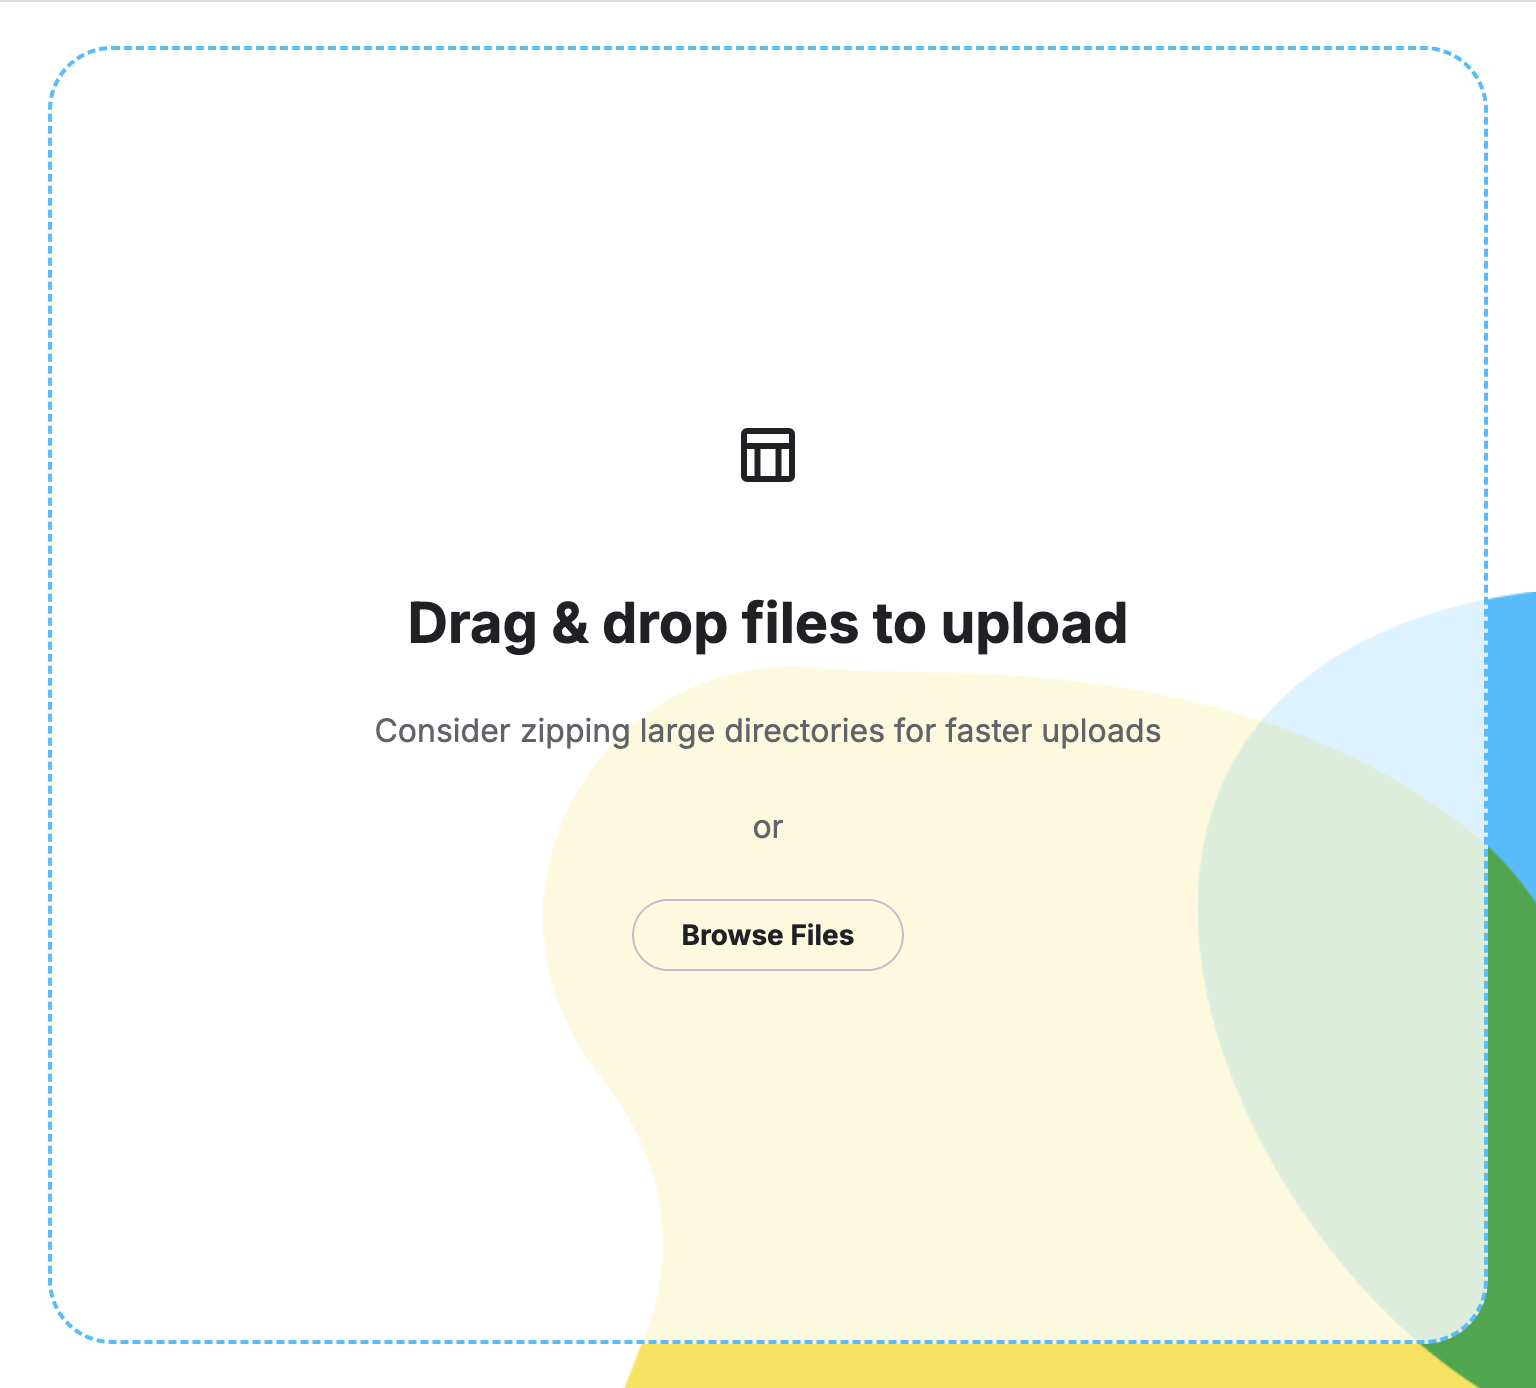 Drag & drop files to upload
Consider zipping large directories for faster uploads
or
Browse Files